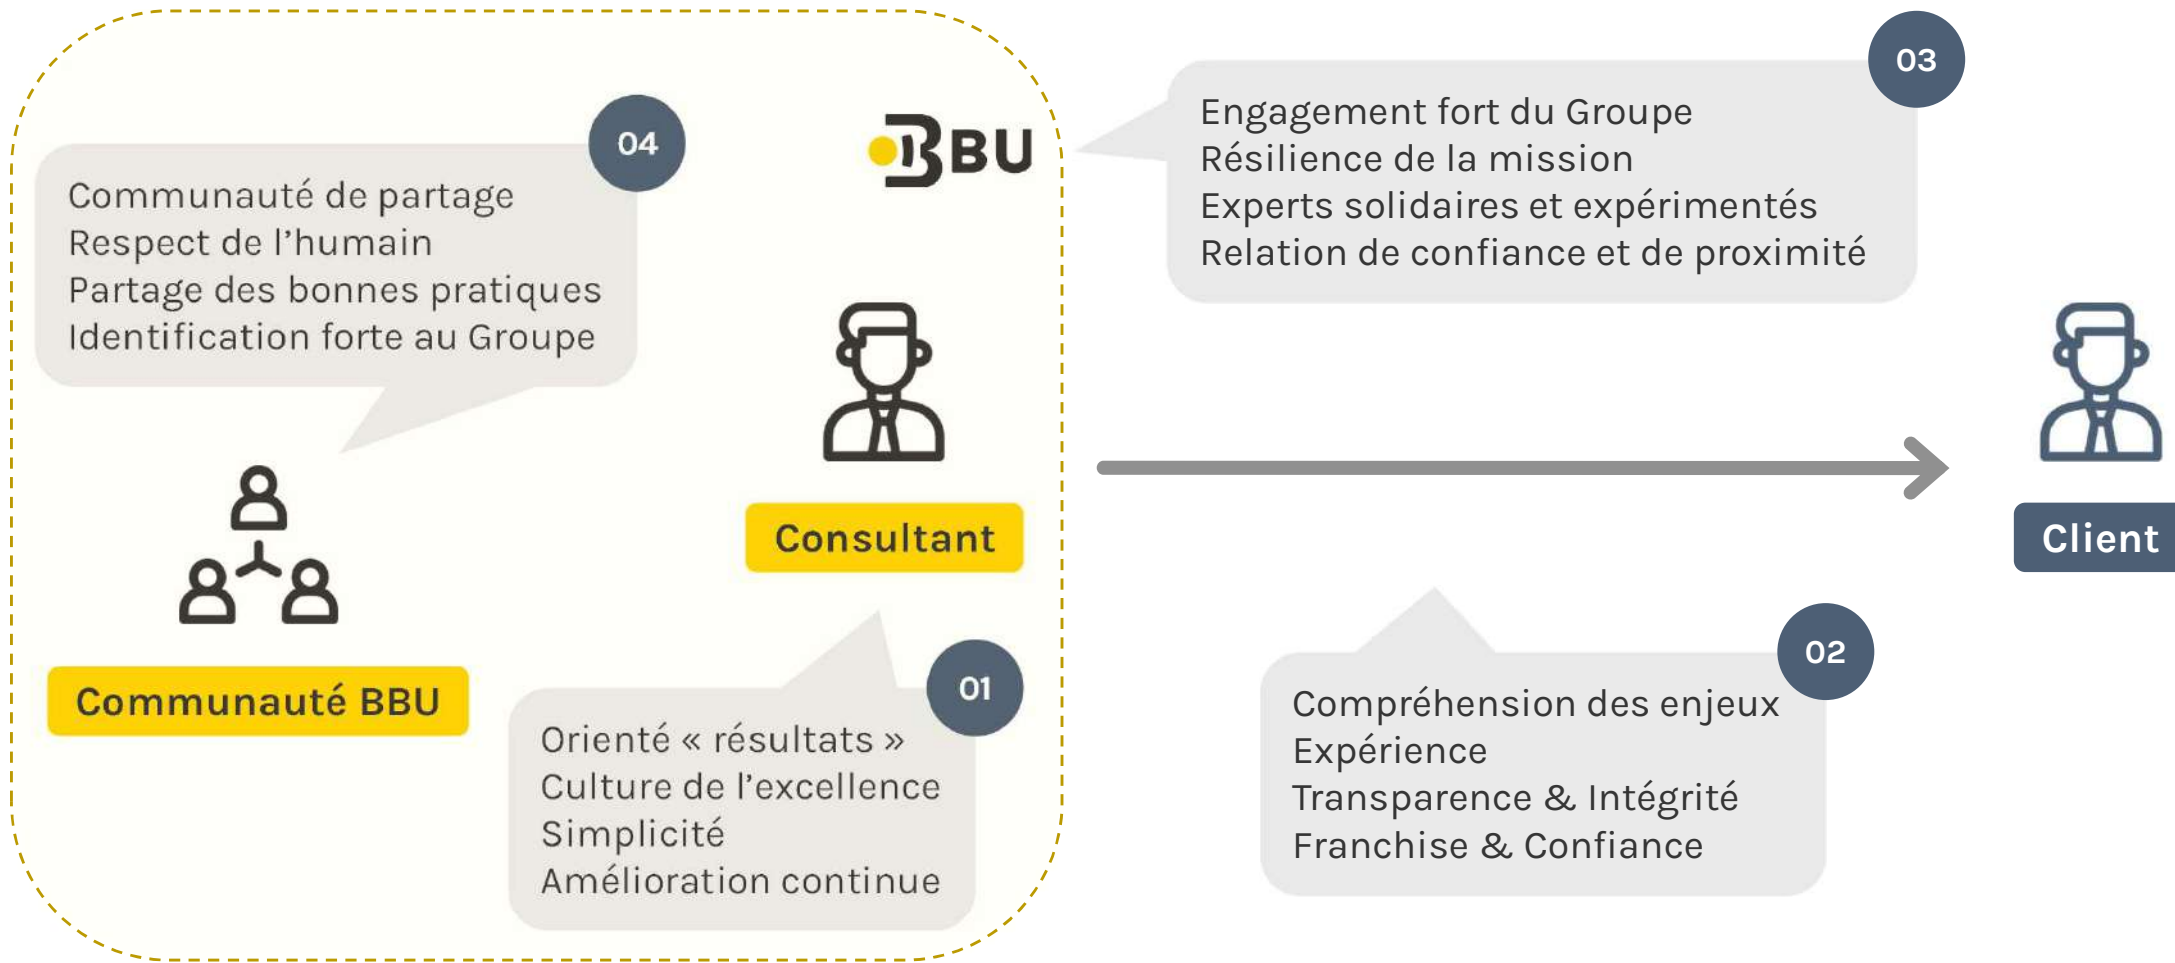 04
Communauté de partage
Respect de l’humain
Partage des bonnes pratiques
Identification forte au Groupe
BBU
03
Engagement fort du Groupe
Résilience de la mission
Experts solidaires et expérimentés
Relation de confiance et de proximité
Consultant
Client
Communauté BBU
01
Orienté « résultats »
Culture de l’excellence
Simplicité
Amélioration continue
02
Compréhension des enjeux
Expérience
Transparence & Intégrité
Franchise & Confiance